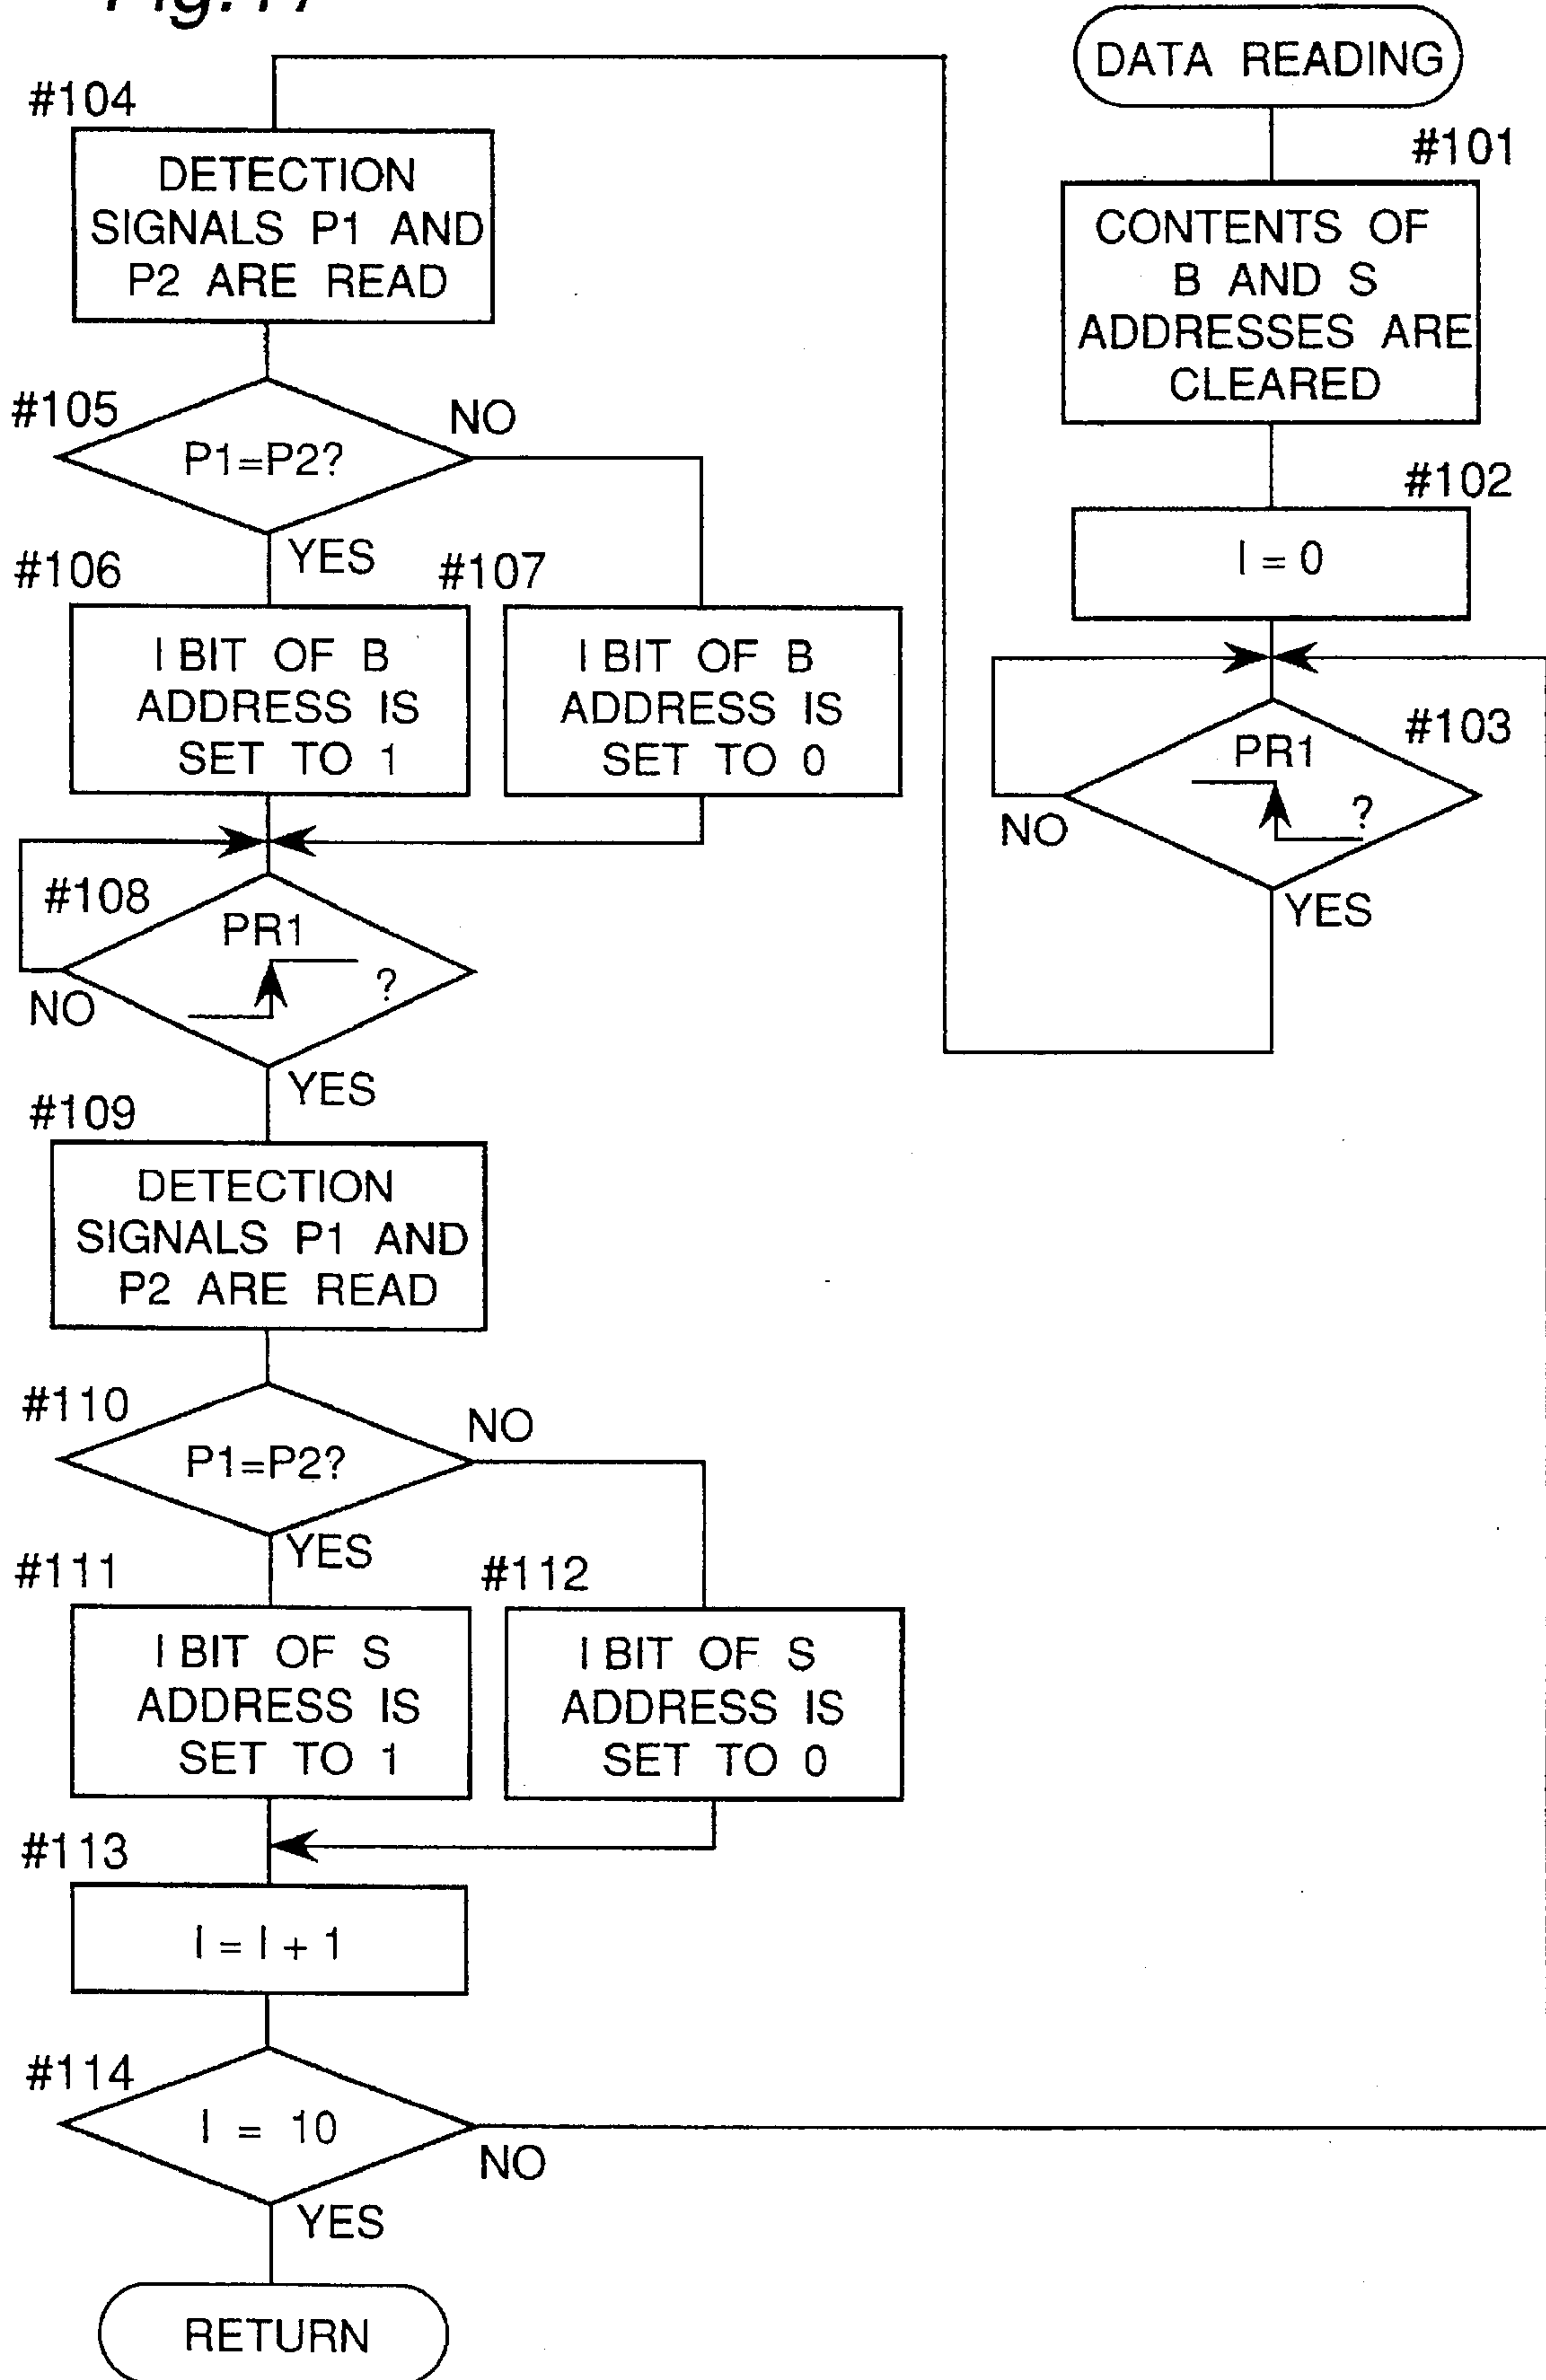 #104
DETECTION
SIGNALS P1 AND
P2 ARE READ
#105
P1=P2?
NO
YES
#106
I BIT OF B
ADDRESS IS
SET TO 1
#107
I BIT OF B
ADDRESS IS
SET TO 0
#108
PR1
?
NO
YES
#109
DETECTION
SIGNALS P1 AND
P2 ARE READ
#110
P1=P2?
NO
YES
#111
I BIT OF S
ADDRESS IS
SET TO 1
#112
I BIT OF S
ADDRESS IS
SET TO 0
#113
I = I + 1
#114
I = 10
NO
YES
RETURN
DATA READING
#101
CONTENTS OF
B AND S
ADDRESSES ARE
CLEARED
#102
I = 0
#103
PR1
?
NO
YES